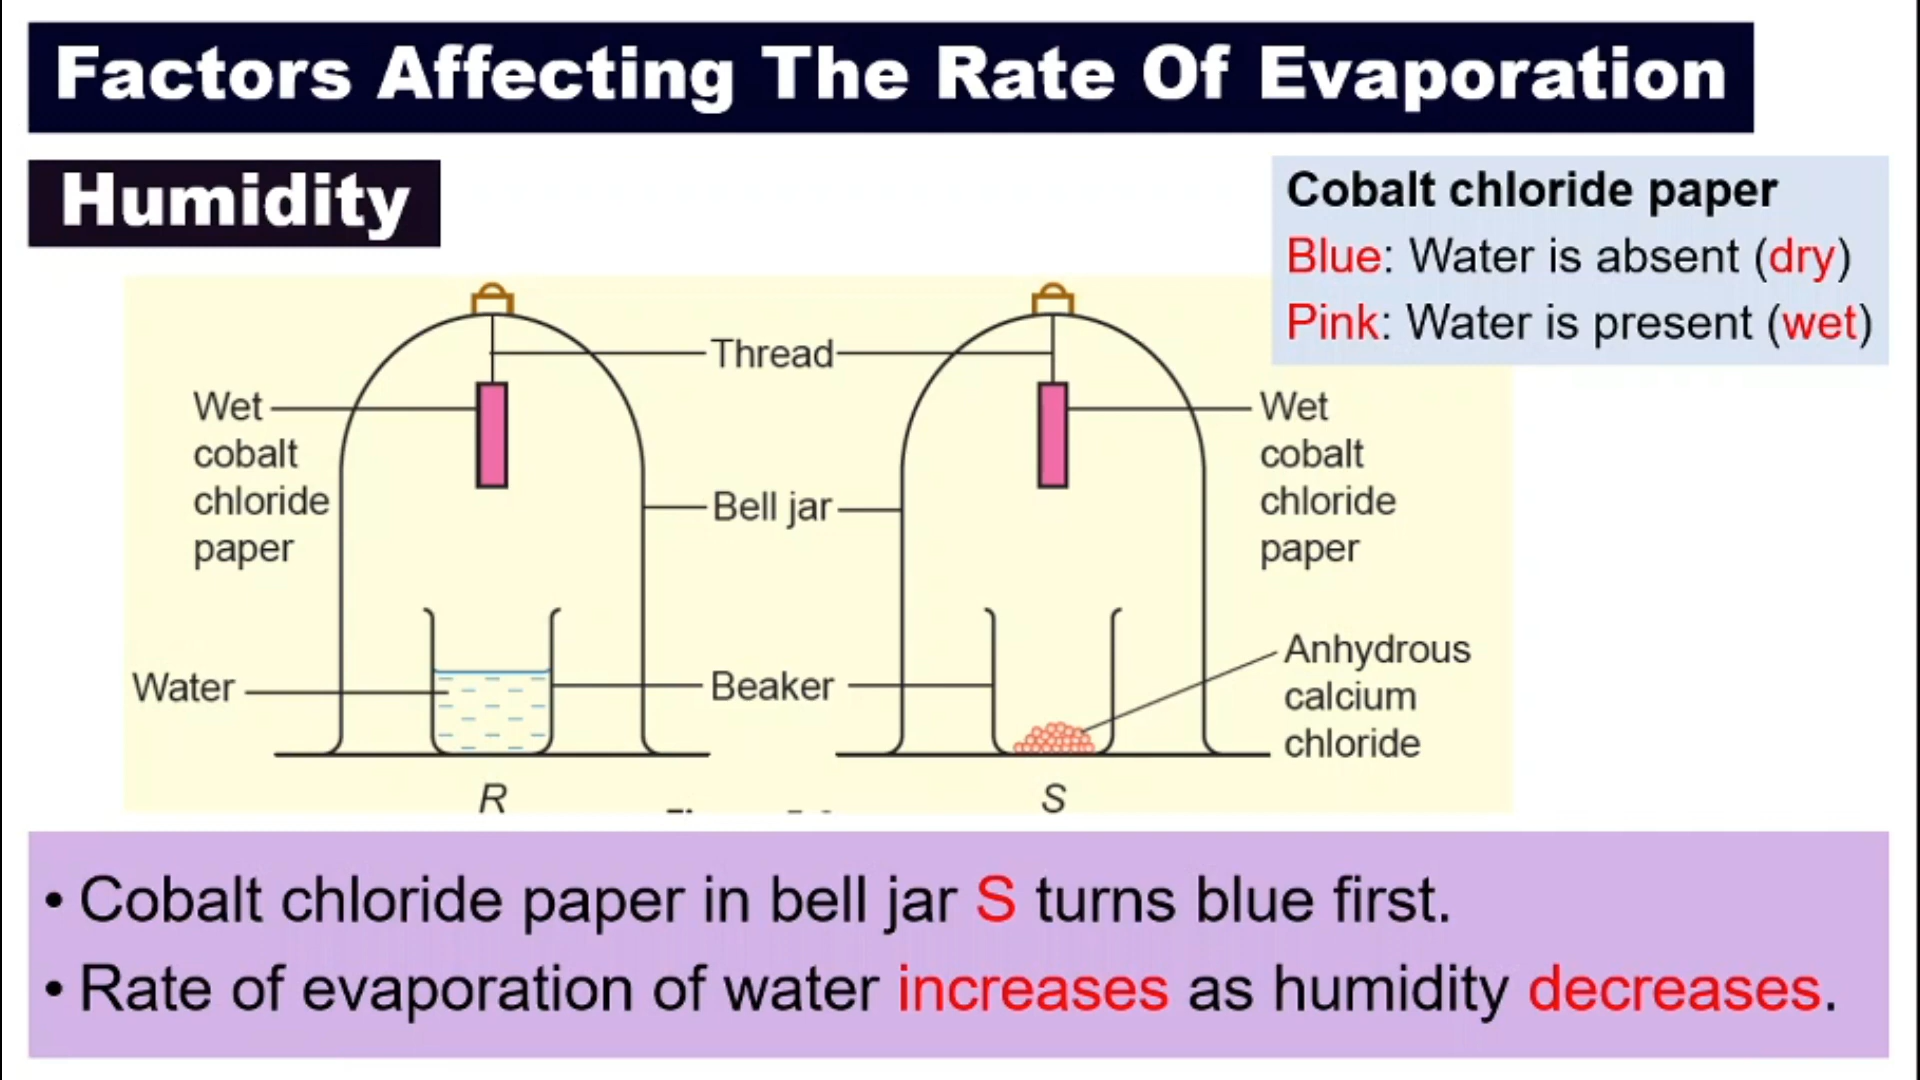 Factors Affecting The Rate Of Evaporation
Humidity
Cobalt chloride paper
Blue: Water is absent (dry)
Pink: Water is present (wet)
Thread
Wet
cobalt
chloride
paper
Wet
cobalt
chloride
paper
Bell jar
Water
Beaker
Anhydrous
calcium
chloride
R
S
• Cobalt chloride paper in bell jar S turns blue first.
• Rate of evaporation of water increases as humidity decreases.